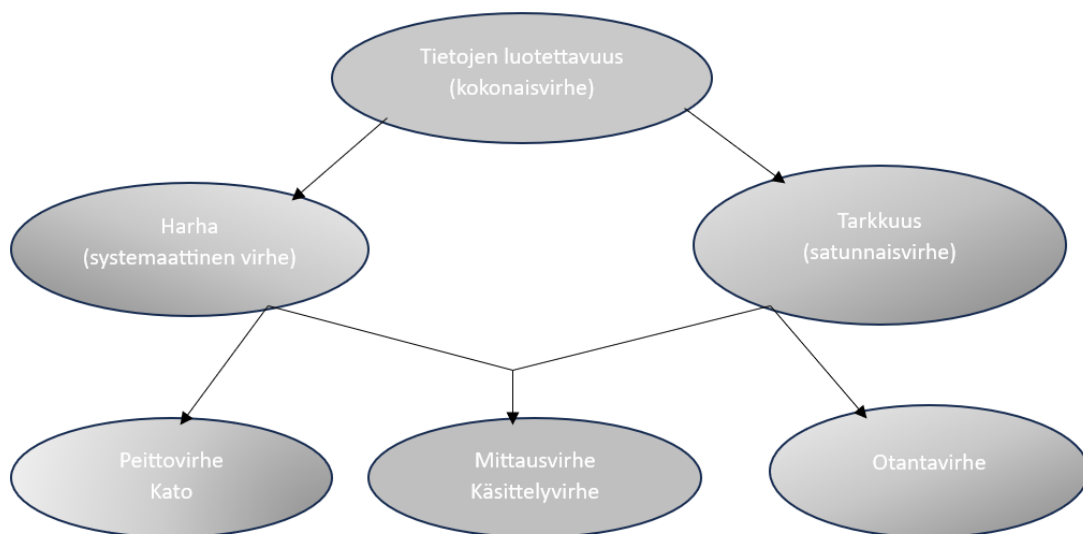 Tietojen luotettavuus
(kokonaisvirhe)
Harha
(systemaattinen virhe)
Tarkkuus
(satunnaisvirhe)
Peittovirhe
Kato
Mittausvirhe
Käsittelyvirhe
Otantavirhe